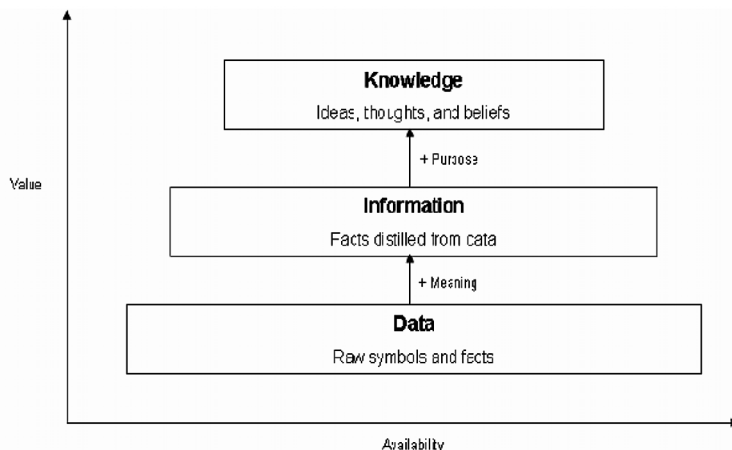 Knowledge
Ideas, thoughts, and beliefs
+ Purpose
Value
Information
Facts distilled from cata
+ Meaning
Data
Raw symbols and facts
Availability